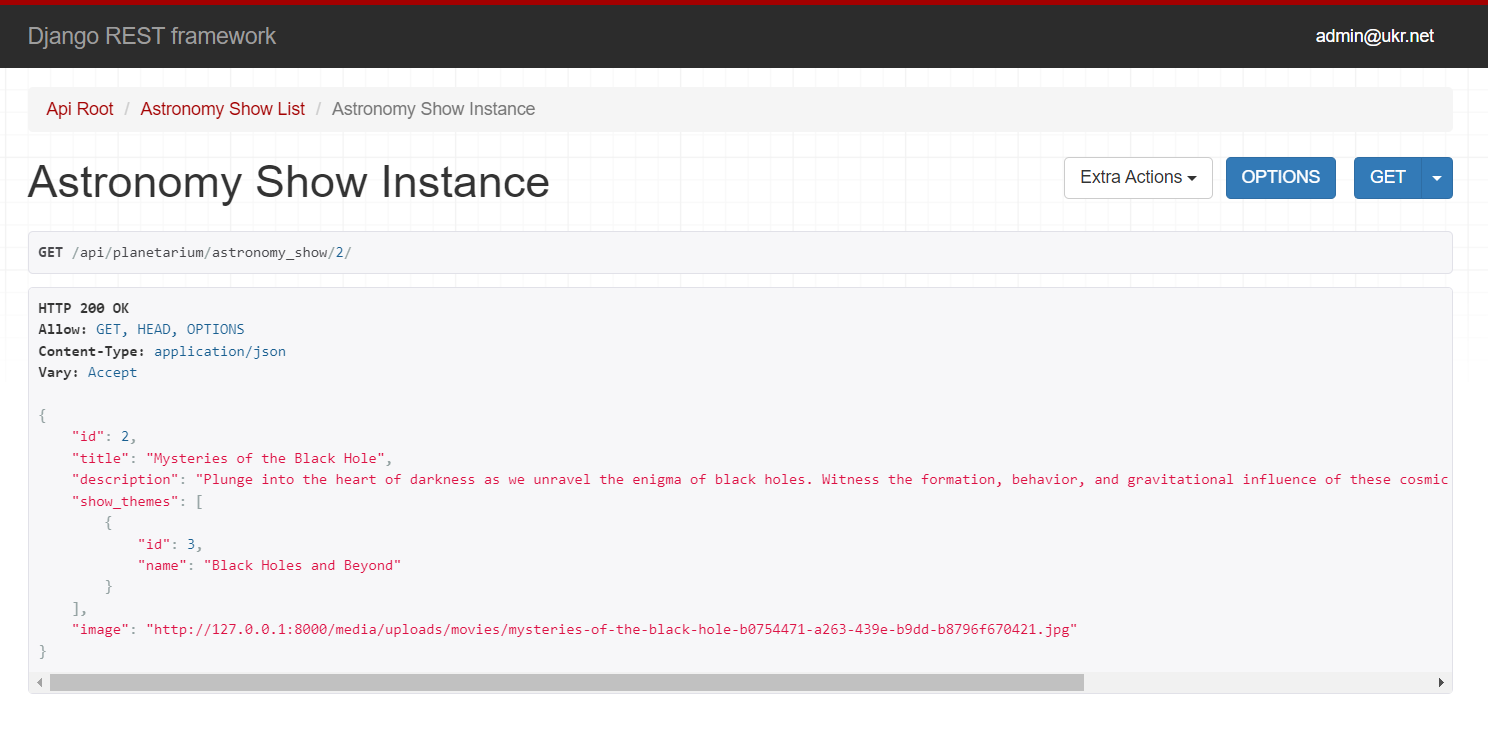 Django REST framework
admin@ukr.net
Api Root / Astronomy Show List / Astronomy Show Instance
Astronomy Show Instance
Extra Actions
OPTIONS
GET
GET /api/planetarium/astronomy_show/2/
HTTP 200 OK
Allow: GET, HEAD, OPTIONS
Content-Type: application/json
Vary: Accept
{
    "id": 2,
    "title": "Mysteries of the Black Hole",
    "description": "Plunge into the heart of darkness as we unravel the enigma of black holes. Witness the formation, behavior, and gravitational influence of these cosmic
    "show_themes": [
        {
            "id": 3,
            "name": "Black Holes and Beyond"
        }
    ],
    "image": "http://127.0.0.1:8000/media/uploads/movies/mysteries-of-the-black-hole-b0754471-a263-439e-b9dd-b8796f670421.jpg"
}